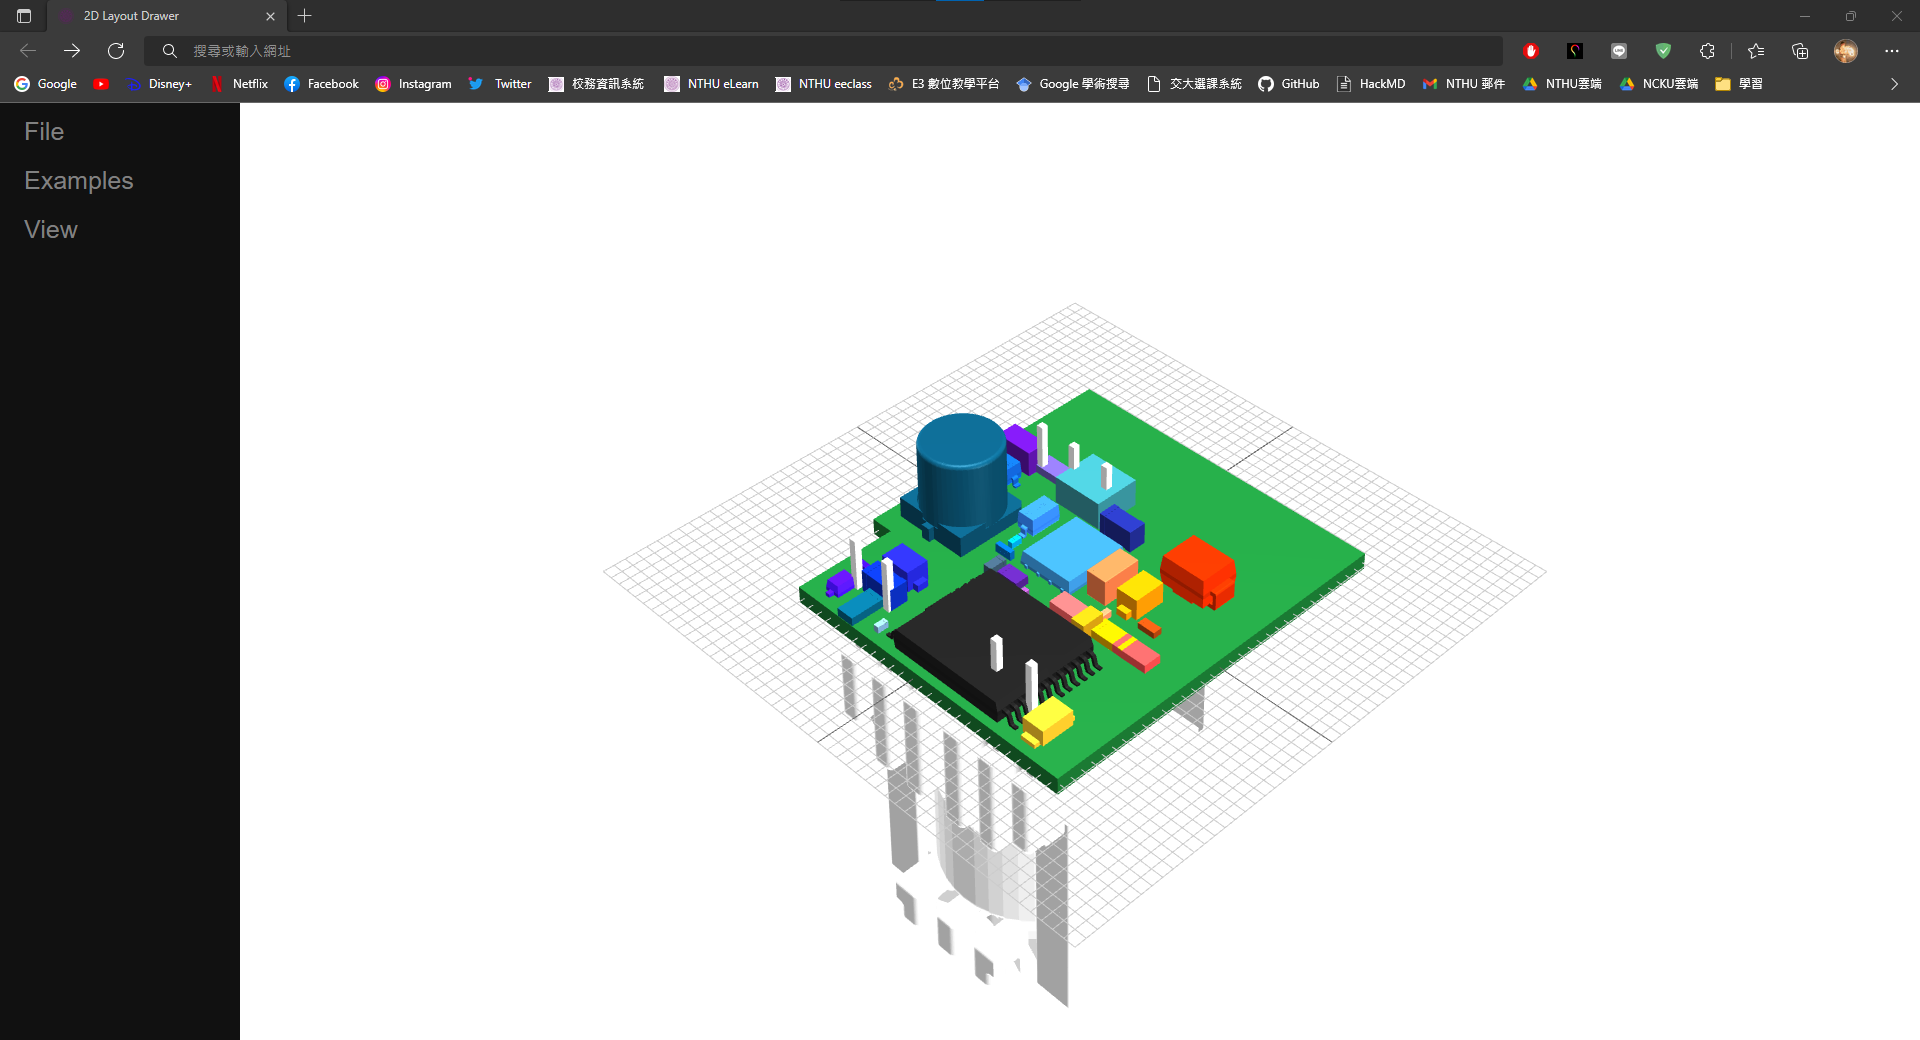 2D Layout Drawer
搜尋或輸入網址
Google Disney+ Netflix Facebook Instagram Twitter 校務資訊系統 NTHU eLearn NTHU eeclass E3 數位教學平台 Google 學術搜尋 交大選課系統 GitHub HackMD NTHU 郵件 NTHU雲端 NCKU雲端 學習
File
Examples
View